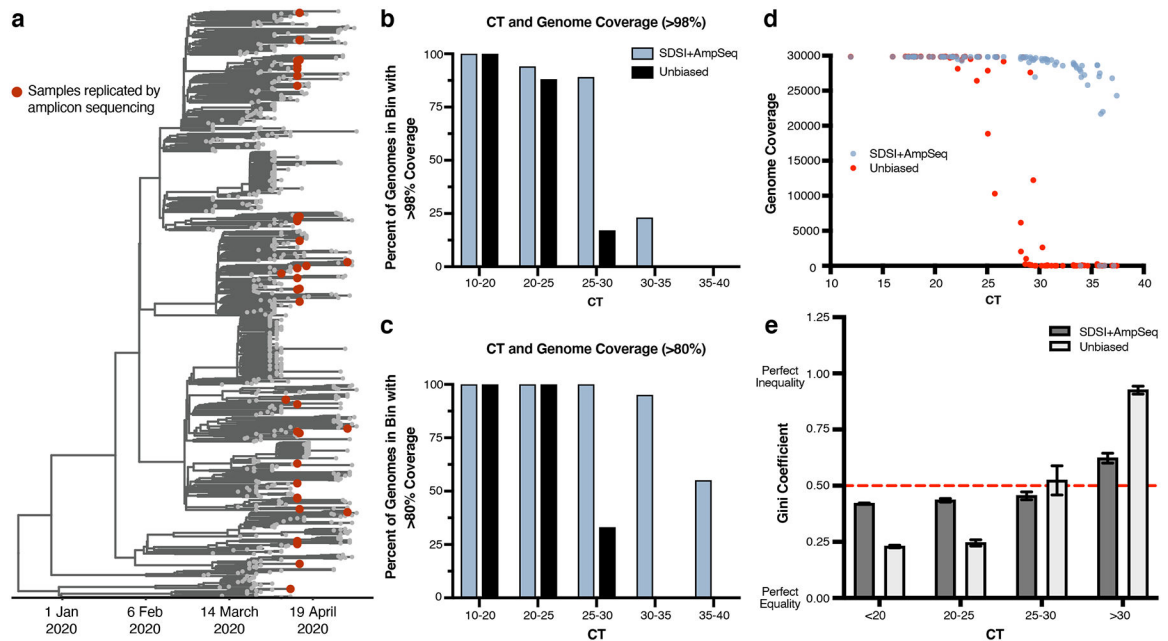 a
Samples replicated by
amplicon sequencing
1 Jan
2020
6 Feb
2020
14 March
2020
19 April
2020
b
CT and Genome Coverage (>98%)
Percent of Genomes in Bin with
>98% Coverage
100
75
50
25
0
SDSI+AmpSeq
Unbiased
10-20
20-25
25-30
30-35
35-40
CT
c
CT and Genome Coverage (>80%)
Percent of Genomes in Bin with
>80% Coverage
100
75
50
25
0
10-20
20-25
25-30
30-35
35-40
CT
d
Genome Coverage
30000
25000
20000
15000
10000
5000
0
SDSI+AmpSeq
Unbiased
10
15
20
25
30
35
40
CT
e
Gini Coefficient
1.25
1.00
0.75
0.50
0.25
0.00
Perfect
Inequality
Perfect
Equality
SDSI+AmpSeq
Unbiased
<20
20-25
25-30
>30
CT